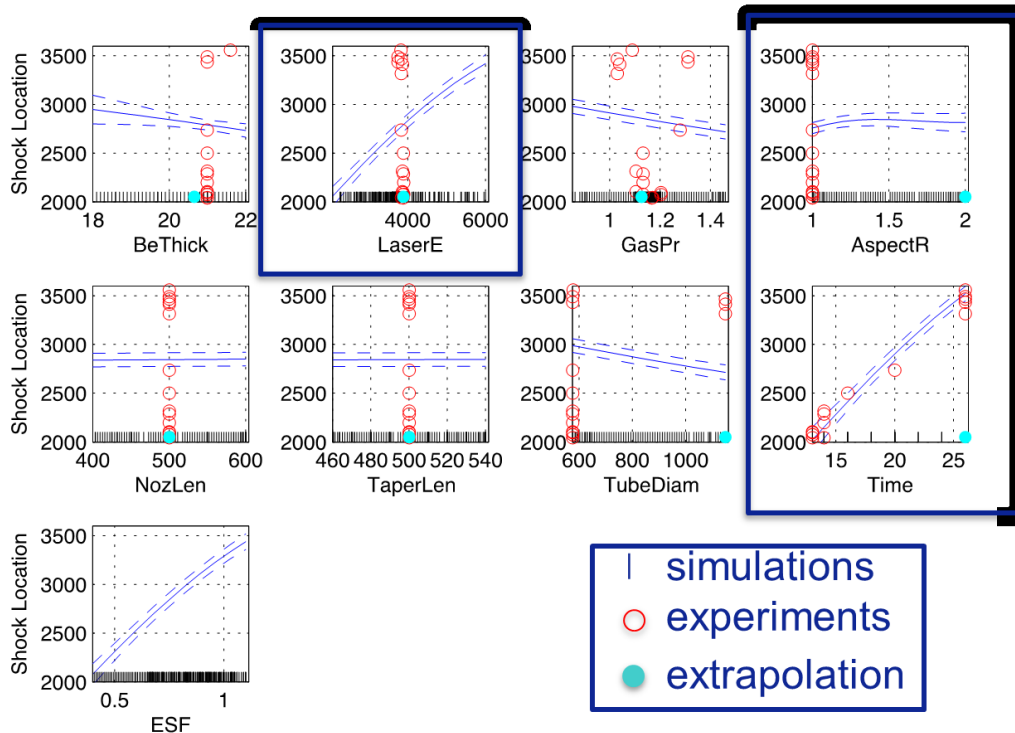 Shock Location
3500
3000
2500
2000
18 20 22
BeThick
3500
3000
2500
2000
4000 6000
LaserE
3500
3000
2500
2000
1 1.2 1.4
GasPr
3500
3000
2500
2000
1 1.5 2
AspectR
Shock Location
3500
3000
2500
2000
400 500 600
NozLen
3500
3000
2500
2000
460 480 500 520 540
TaperLen
3500
3000
2500
2000
600 800 1000
TubeDiam
3500
3000
2500
2000
15 20 25
Time
Shock Location
3500
3000
2500
2000
0.5 1
ESF
simulations
experiments
extrapolation